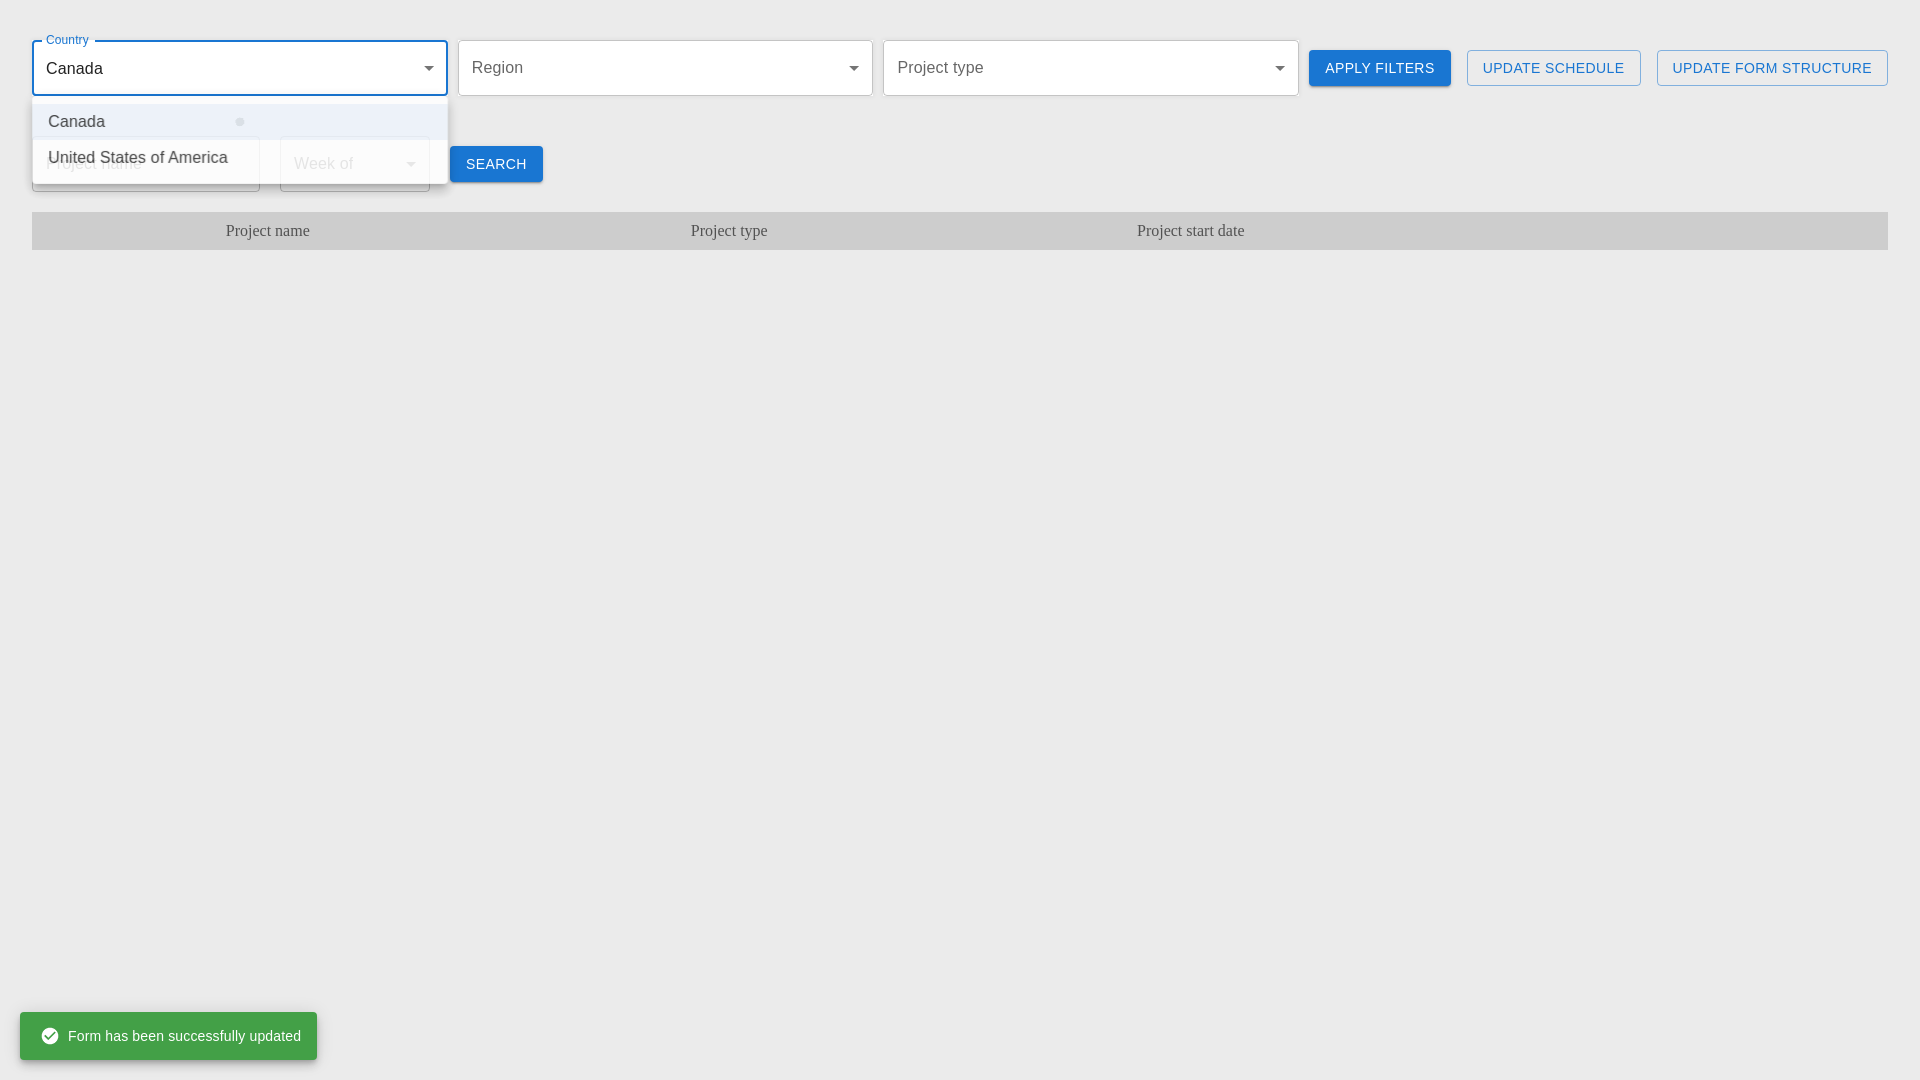 Country
Canada
Region
Project type
APPLY FILTERS
UPDATE SCHEDULE
UPDATE FORM STRUCTURE
Canada
United States of America
Project name
Week of
SEARCH
Project name
Project type
Project start date
Form has been successfully updated